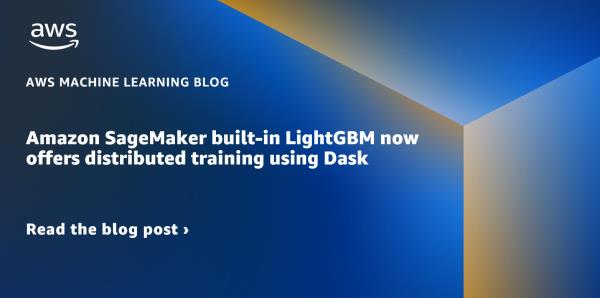 aws
AWS MACHINE LEARNING BLOG
Amazon SageMaker built-in LightGBM now
offers distributed training using Dask
Read the blog post ›